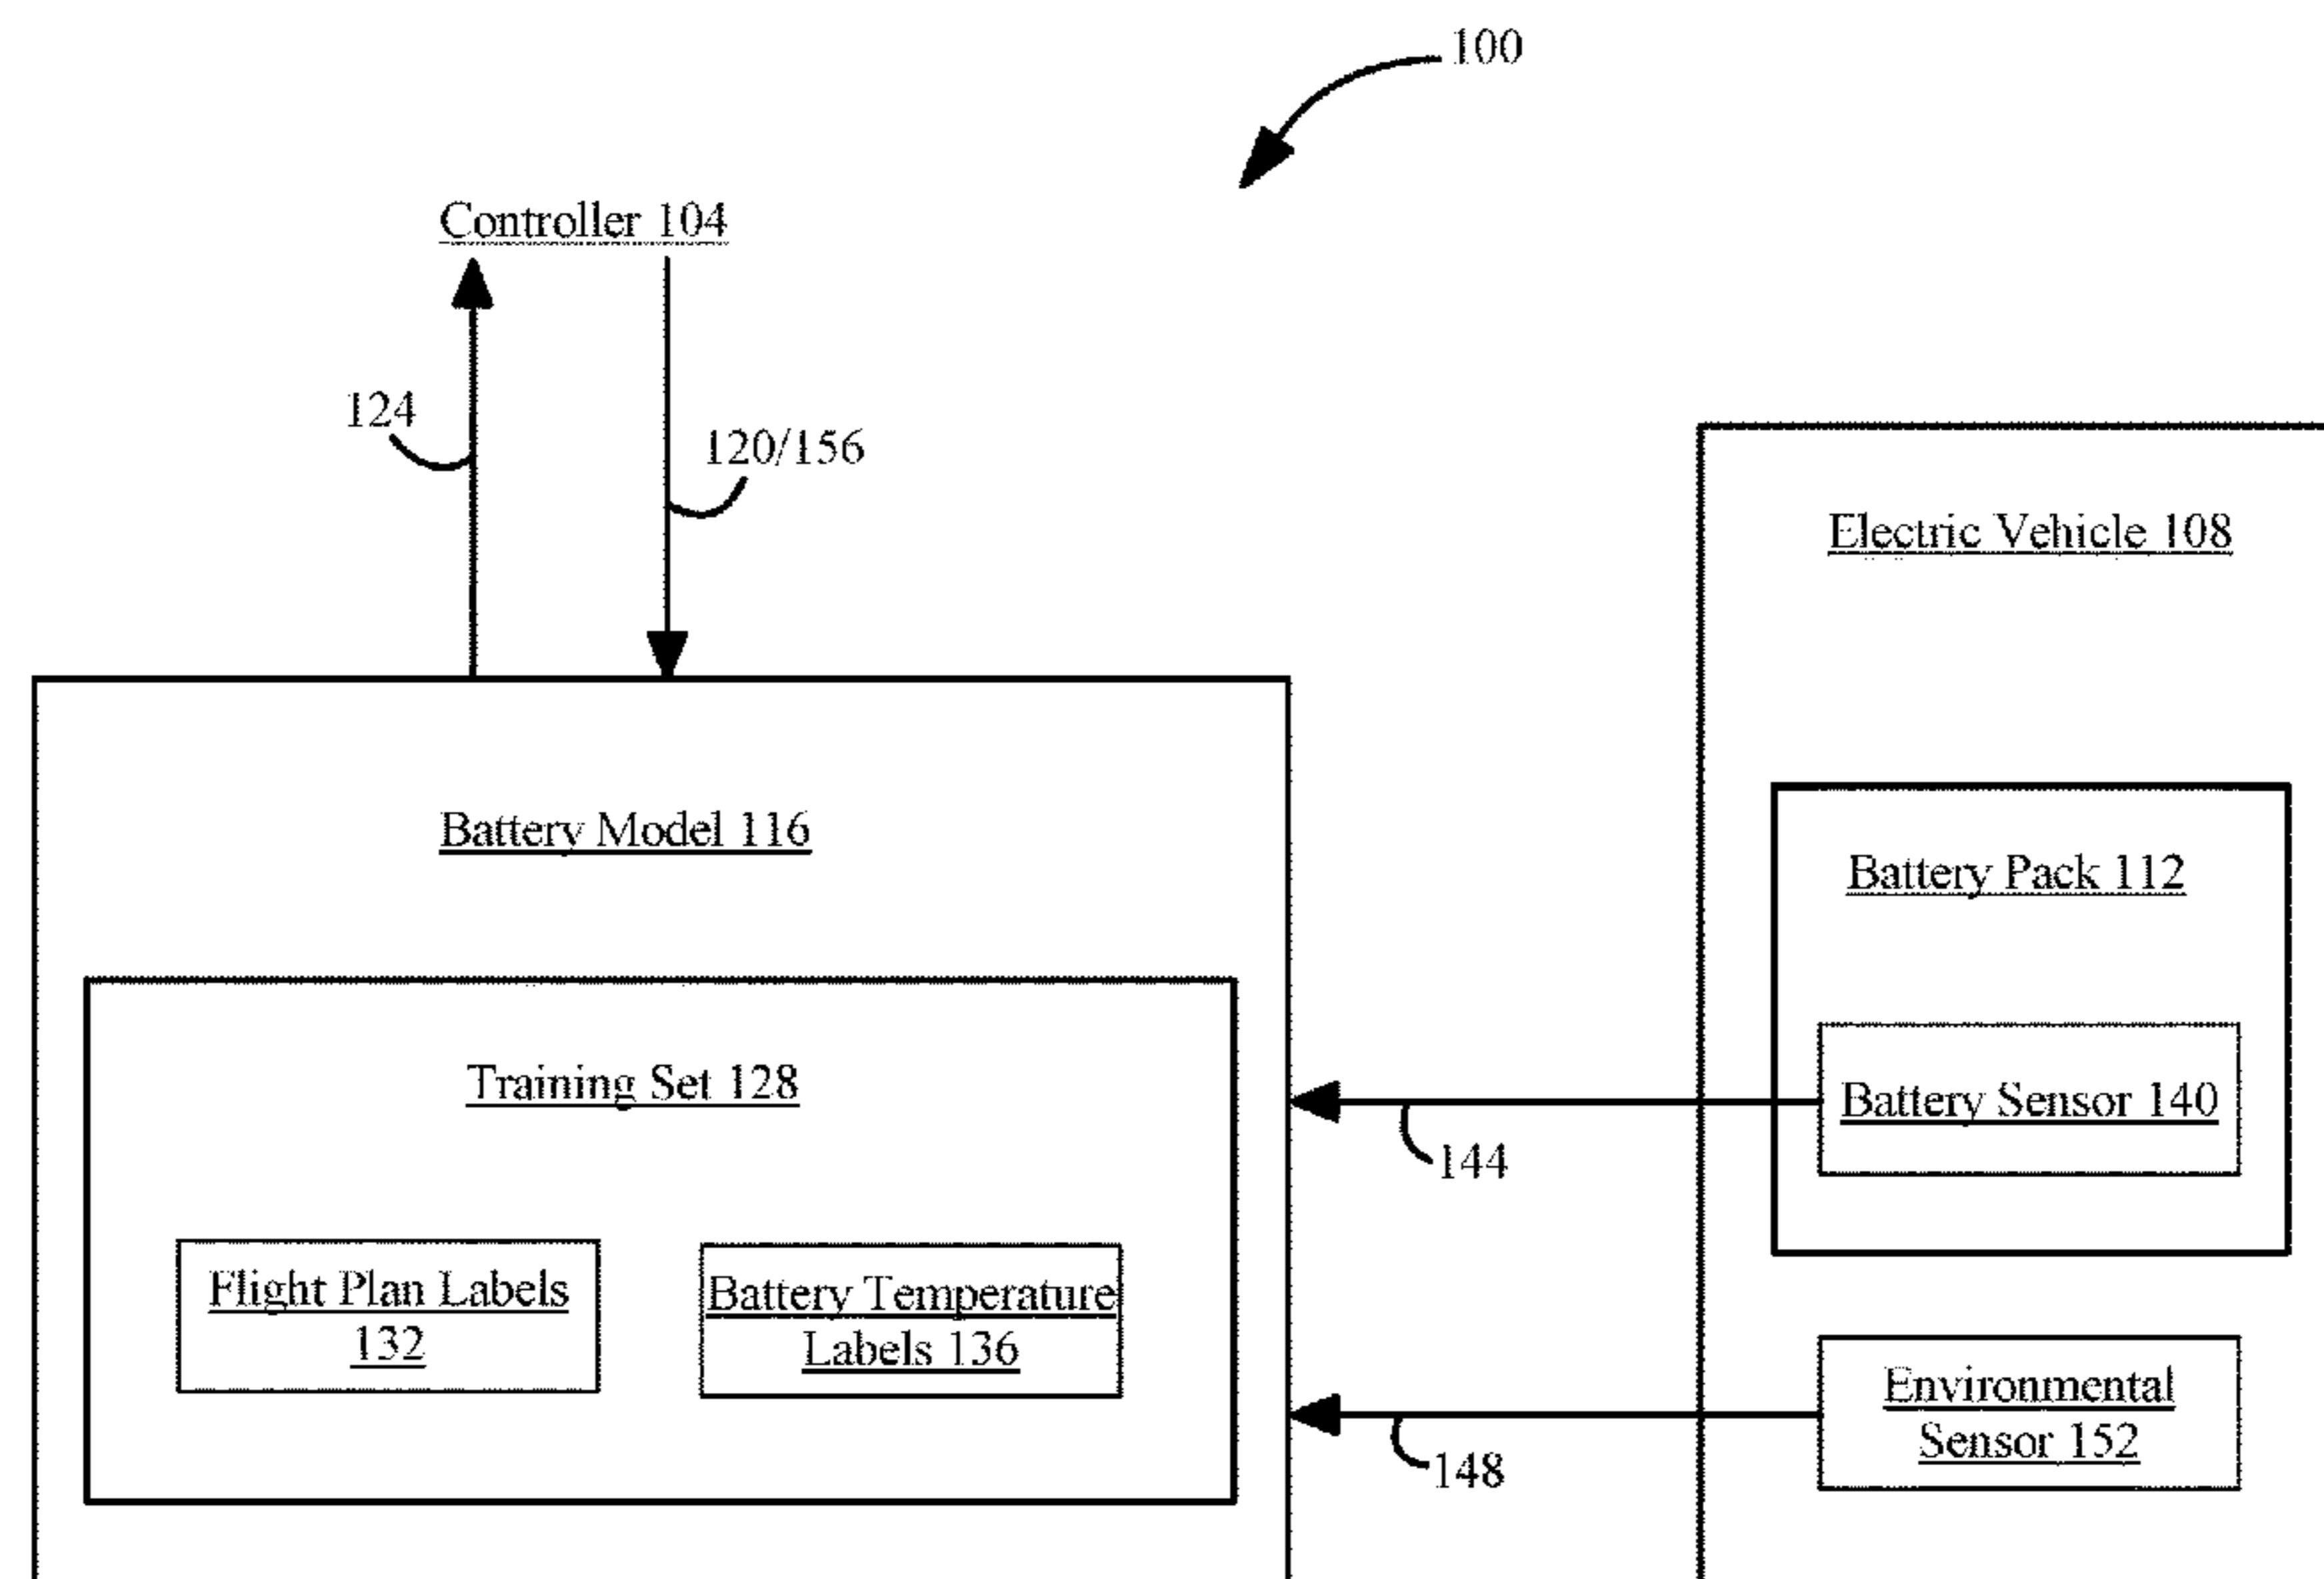 100
Controller 104
124
120/156
Electric Vehicle 108
Battery Model 116
Battery Pack 112
Training Set 128
Battery Sensor 140
144
Flight Plan Labels
132
Battery Temperature
Labels 136
Environmental
Sensor 152
148